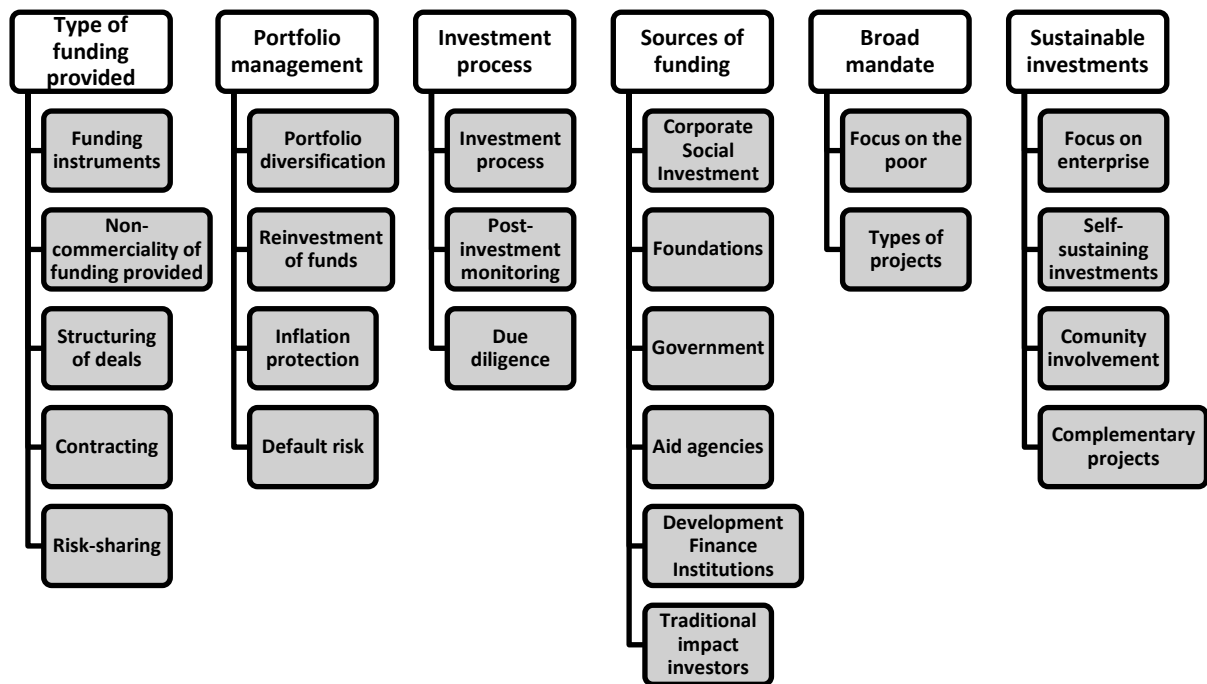 Type of
funding
provided
Funding
instruments
Non-
commerciality of
funding provided
Structuring
of deals
Contracting
Risk-sharing
Portfolio
management
Portfolio
diversification
Reinvestment
of funds
Inflation
protection
Default risk
Investment
process
Investment
process
Post-
investment
monitoring
Due
diligence
Sources of
funding
Corporate
Social
Investment
Foundations
Government
Aid agencies
Development
Finance
Institutions
Traditional
impact
investors
Broad
mandate
Focus on the
poor
Types of
projects
Sustainable
investments
Focus on
enterprise
Self-
sustaining
investments
Comunity
involvement
Complementary
projects